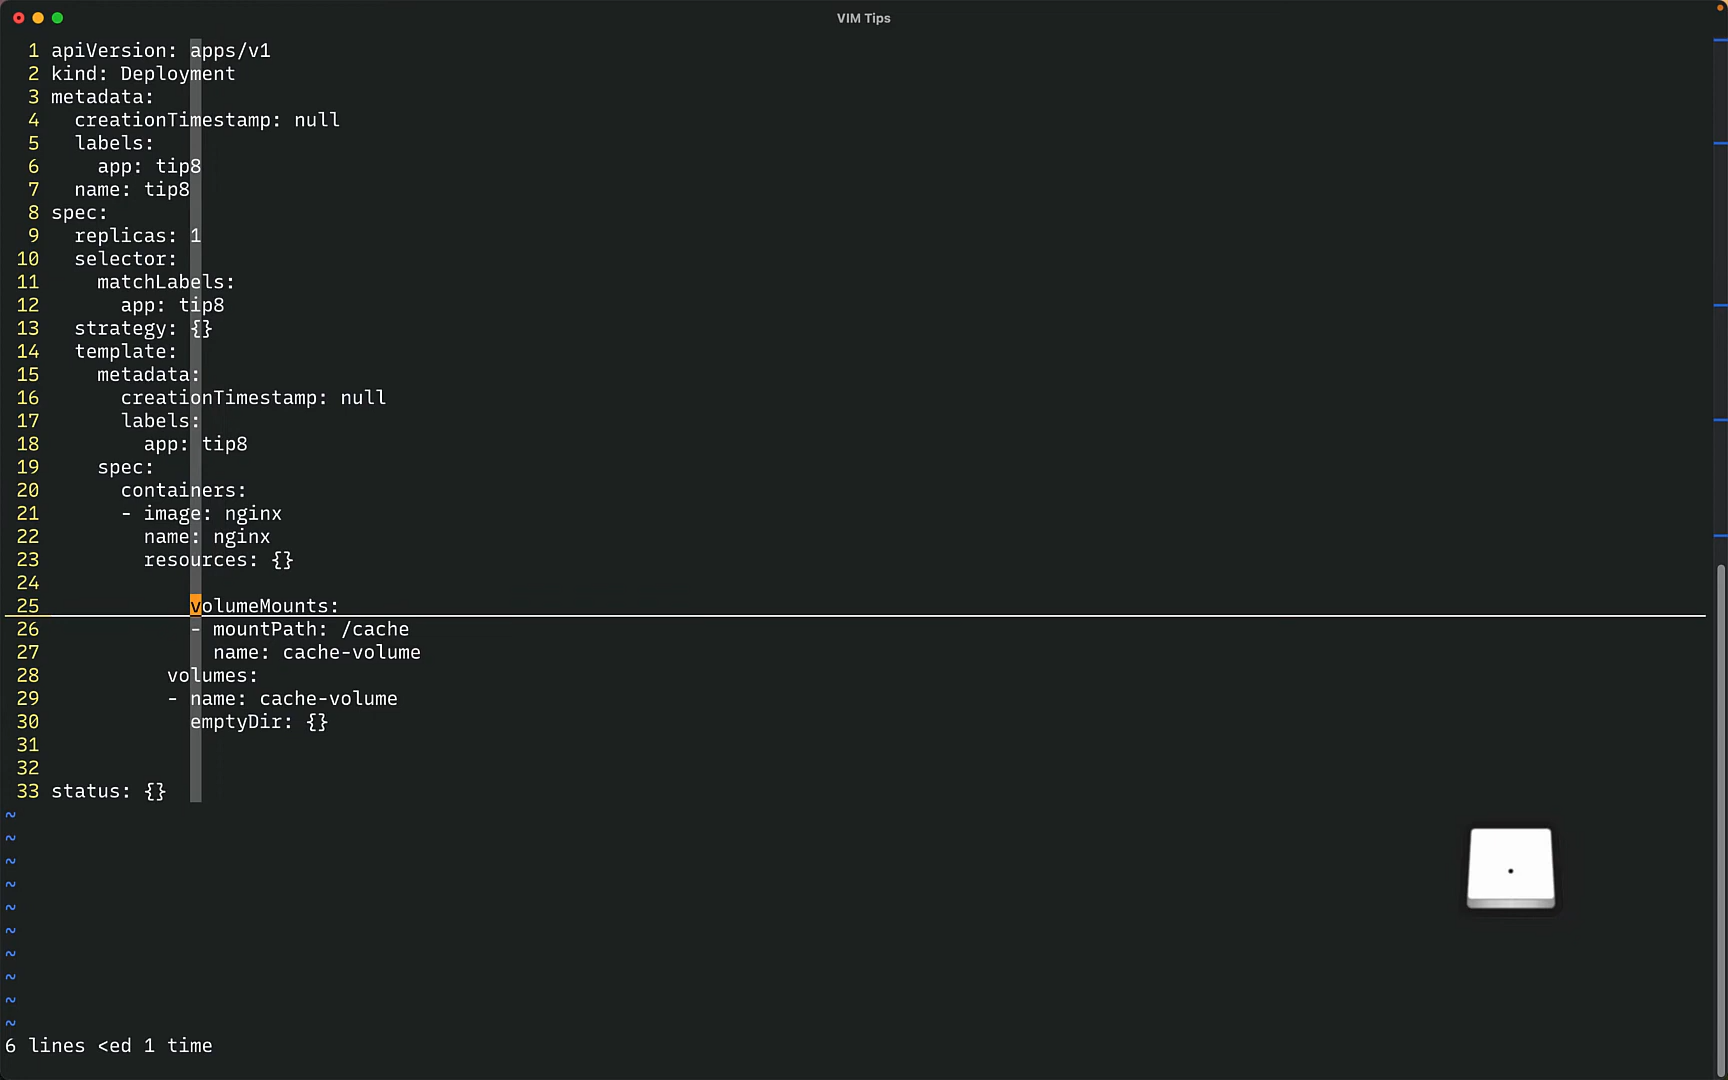 VIM Tips
1 apiVersion: apps/v1
2 kind: Deployment
3 metadata:
4   creationTimestamp: null
5   labels:
6     app: tip8
7   name: tip8
8 spec:
9   replicas: 1
10   selector:
11     matchLabels:
12       app: tip8
13   strategy: {}
14   template:
15     metadata:
16       creationTimestamp: null
17       labels:
18         app: tip8
19     spec:
20       containers:
21       - image: nginx
22         name: nginx
23         resources: {}
24
25             volumeMounts:
26             - mountPath: /cache
27               name: cache-volume
28           volumes:
29           - name: cache-volume
30             emptyDir: {}
31
32
33 status: {}
~
~
~
~
~
~
~
~
~
~
6 lines <ed 1 time
.